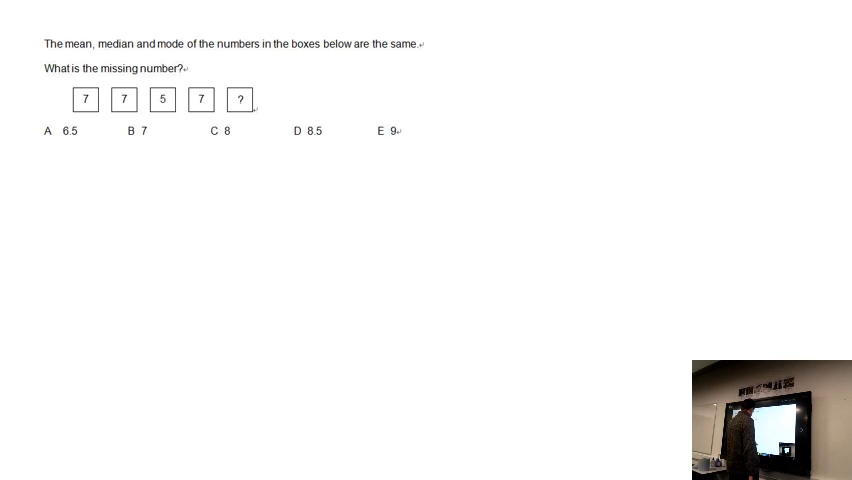 The mean, median and mode of the numbers in the boxes below are the same.
What is the missing number?
7 7 5 7 ?
A 6.5 B 7 C 8 D 8.5 E 9